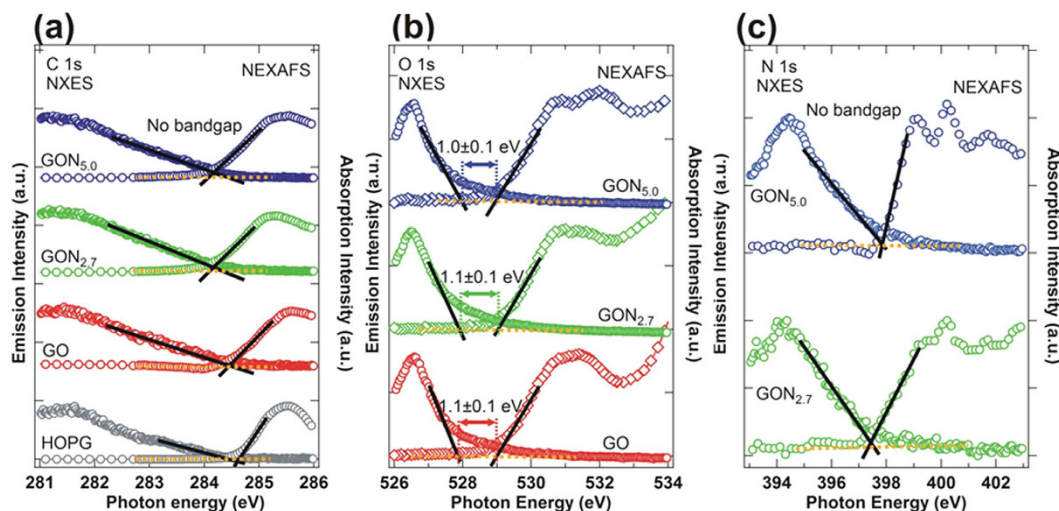 (a)
C 1s
NXES
NEXAFS
No bandgap
GON5.0
GON2.7
GO
HOPG
Emission Intensity (a.u.)
Absorption Intensity (a.u.)
281 282 283 284 285 286
Photon energy (eV)
(b)
O 1s
NXES
NEXAFS
1.0±0.1 eV
GON5.0
1.1±0.1 eV
GON2.7
1.1±0.1 eV
GO
Emission Intensity (a.u.)
Absorption Intensity (a.u.)
526 528 530 532 534
Photon Energy (eV)
(c)
N 1s
NXES
NEXAFS
No bandgap
GON5.0
GON2.7
Emission Intensity (a.u.)
Absorption Intensity (a.u.)
394 396 398 400 402
Photon Energy (eV)